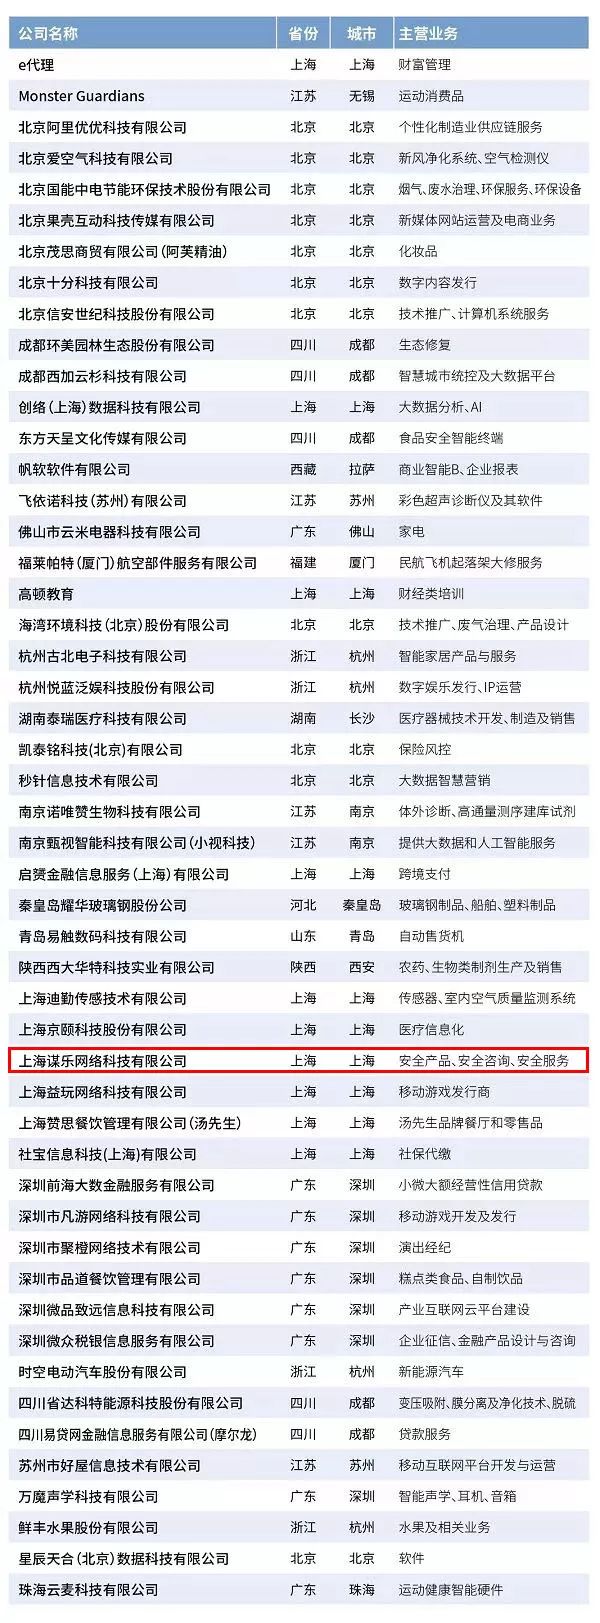 公司名称 省份 城市 主营业务
e代理 上海 上海 财富管理
Monster Guardians 江苏 无锡 运动消费品
北京阿里优优科技有限公司 北京 北京 个性化制造业供应链服务
北京爱空气科技有限公司 北京 北京 新风净化系统、空气检测仪
北京国能中电节能环保技术股份有限公司 北京 北京 烟气、废水治理、环保服务、环保设备
北京果壳互动科技传媒有限公司 北京 北京 新媒体网站运营及电商业务
北京茂思商贸有限公司(阿芙精油) 北京 北京 化妆品
北京十分科技有限公司 北京 北京 数字内容发行
北京信安世纪科技股份有限公司 北京 北京 技术推广、计算机系统服务
成都环美园林生态股份有限公司 四川 成都 生态修复
成都西加云杉科技有限公司 四川 成都 智慧城市统控及大数据平台
创络(上海)数据科技有限公司 上海 上海 大数据分析、AI
东方天呈文化传媒有限公司 四川 成都 食品安全智能终端
帆软软件有限公司 西藏 拉萨 商业智能B、企业报表
飞依诺科技(苏州)有限公司 江苏 苏州 彩色超声诊断仪及其软件
佛山市云米电器科技有限公司 广东 佛山 家电
福莱帕特(厦门)航空部件服务有限公司 福建 厦门 民航飞机起落架大修服务
高顿教育 上海 上海 财经类培训
海湾环境科技(北京)股份有限公司 北京 北京 技术推广、废气治理、产品设计
杭州古北电子科技有限公司 浙江 杭州 智能家居产品与服务
杭州悦蓝泛娱科技股份有限公司 浙江 杭州 数字娱乐发行、IP运营
湖南泰瑞医疗科技有限公司 湖南 长沙 医疗器械技术开发、制造及销售
凯泰铭科技(北京)有限公司 北京 北京 保险风控
秒针信息技术有限公司 北京 北京 大数据智慧营销
南京诺唯赞生物科技有限公司 江苏 南京 体外诊断、高通量测序建库试剂
南京甄视智能科技有限公司(小视科技) 江苏 南京 提供大数据和人工智能服务
启赟金融信息服务(上海)有限公司 上海 上海 跨境支付
秦皇岛耀华玻璃钢股份公司 河北 秦皇岛 玻璃钢制品、船舶、塑料制品
青岛易触数码科技有限公司 山东 青岛 自动售货机
陕西西大华特科技实业有限公司 陕西 西安 农药、生物类制剂生产及销售
上海迪勤传感技术有限公司 上海 上海 传感器、室内空气质量监测系统
上海京颐科技股份有限公司 上海 上海 医疗信息化
上海谋乐网络科技有限公司 上海 上海 安全产品、安全咨询、安全服务
上海益玩网络科技有限公司 上海 上海 移动游戏发行商
上海赞思餐饮管理有限公司(汤先生) 上海 上海 汤先生品牌餐厅和零售品
社宝信息科技(上海)有限公司 上海 上海 社保代缴
深圳前海大数金融服务有限公司 广东 深圳 小微大额经营性信用贷款
深圳市凡游网络科技有限公司 广东 深圳 移动游戏开发及发行
深圳市聚橙网络技术有限公司 广东 深圳 演出经纪
深圳市品道餐饮管理有限公司 广东 深圳 糕点类食品、自制饮品
深圳微品致远信息科技有限公司 广东 深圳 产业互联网云平台建设
深圳微众税银信息服务有限公司 广东 深圳 企业征信、金融产品设计与咨询
时空电动汽车股份有限公司 浙江 杭州 新能源汽车
四川省达科特能源科技股份有限公司 四川 成都 变压吸附、膜分离及净化技术、脱硫
四川易贷网金融信息服务有限公司(摩尔龙) 四川 成都 贷款服务
苏州市好屋信息技术有限公司 江苏 苏州 移动互联网平台开发与运营
万魔声学科技有限公司 广东 深圳 智能声学、耳机、音箱
鲜丰水果股份有限公司 浙江 杭州 水果及相关业务
星辰天合(北京)数据科技有限公司 北京 北京 软件
珠海云麦科技有限公司 广东 珠海 运动健康智能硬件